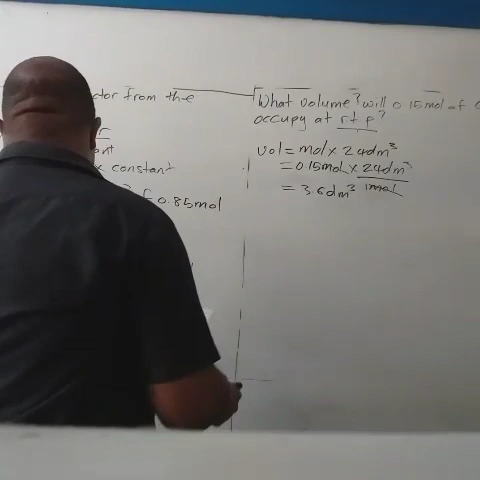 from the
constant
0.85mol
What volume will 0.15mol of
occupy at rtp?
Vol = mol x 24dm³
= 0.15mol x 24dm³
1mol
= 3.6dm³